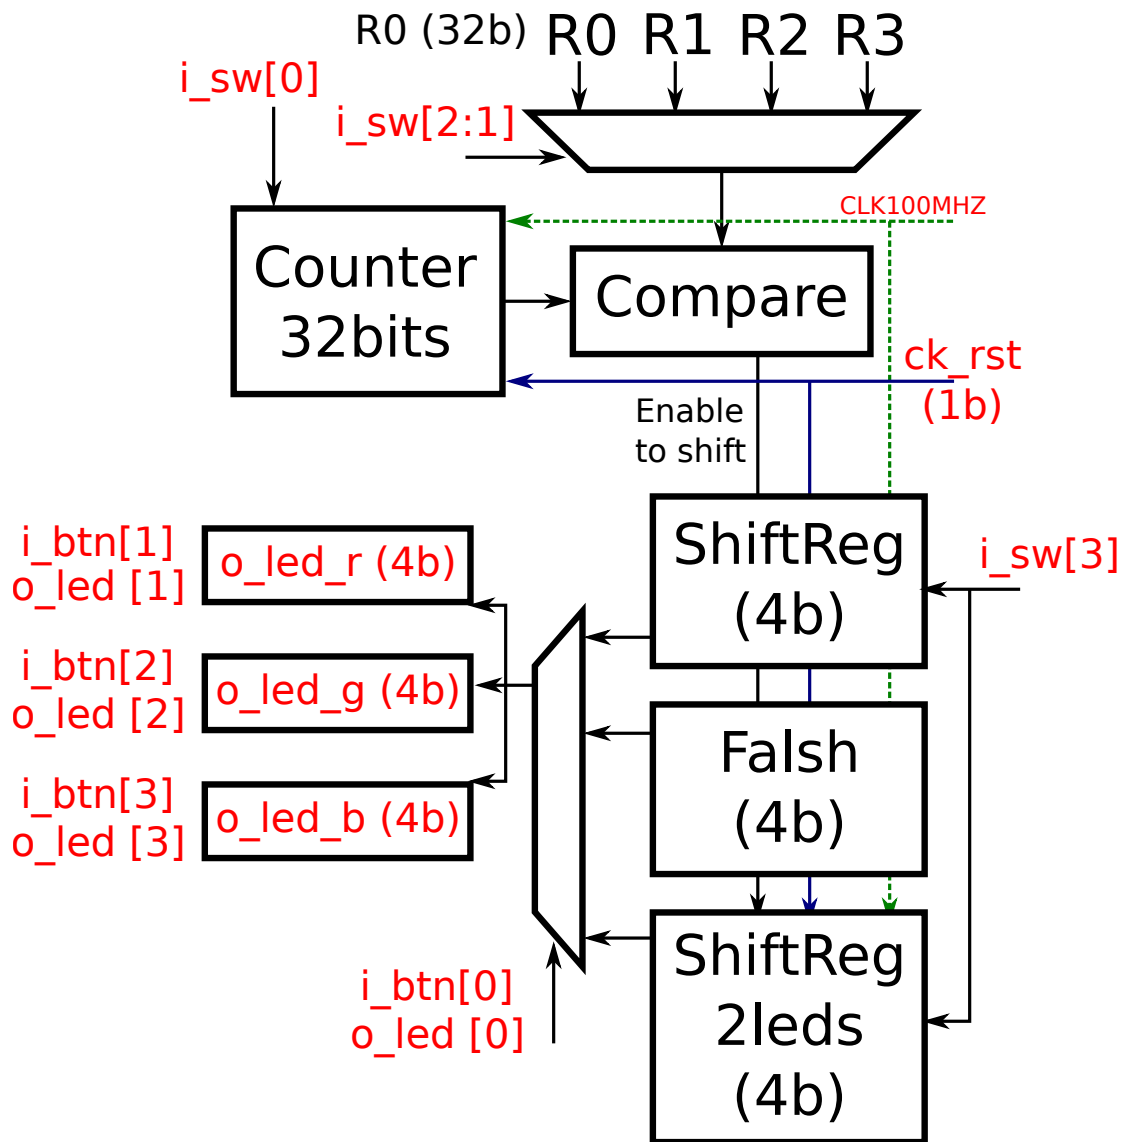 R0 (32b) R0 R1 R2 R3
i_sw[0]
i_sw[2:1]
CLK100MHZ
Counter
32bits
Compare
ck_rst
(1b)
Enable
to shift
ShiftReg
(4b)
i_sw[3]
i_btn[1]
o_led [1]
o_led_r (4b)
i_btn[2]
o_led [2]
o_led_g (4b)
i_btn[3]
o_led [3]
o_led_b (4b)
Falsh
(4b)
ShiftReg
2leds
(4b)
i_btn[0]
o_led [0]